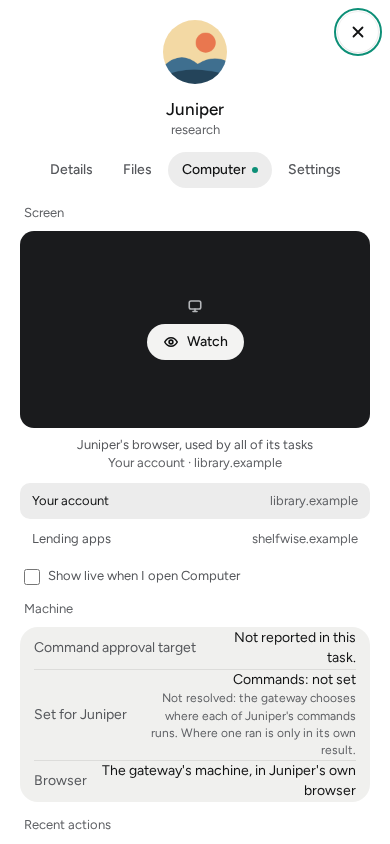 Juniper
research
Details Files Computer Settings
Screen
Watch
Juniper's browser, used by all of its tasks
Your account · library.example
Your account library.example
Lending apps shelfwise.example
Show live when I open Computer
Machine
Command approval target Not reported in this
task.
Commands: not set
Set for Juniper Not resolved: the gateway chooses
where each of Juniper's commands
runs. Where one ran is only in its own
result.
Browser The gateway's machine, in Juniper's own
browser
Recent actions